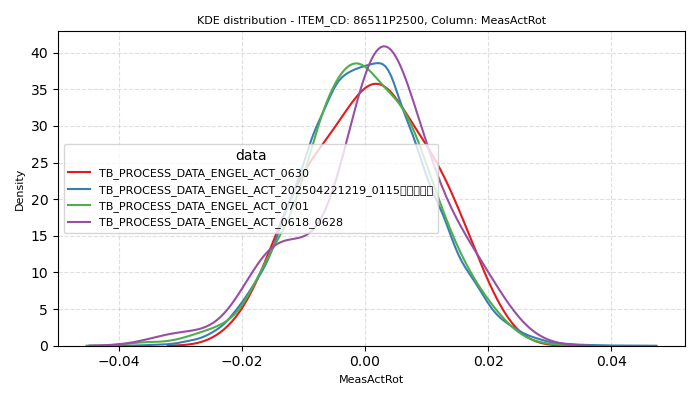 KDE distribution - ITEM_CD: 86511P2500, Column: MeasActRot
Density
40
35
30
25
20
15
10
5
0
data
TB_PROCESS_DATA_ENGEL_ACT_0630
TB_PROCESS_DATA_ENGEL_ACT_202504221219_0115
TB_PROCESS_DATA_ENGEL_ACT_0701
TB_PROCESS_DATA_ENGEL_ACT_0618_0628
−0.04 −0.02 0.00 0.02 0.04
MeasActRot